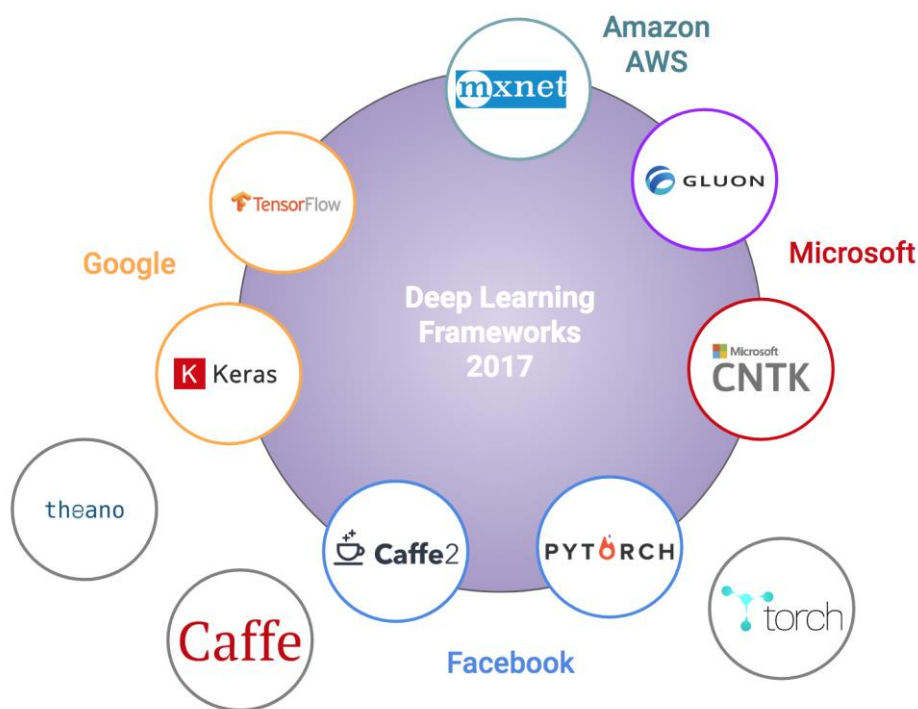 Amazon
AWS
mxnet
GLUON
TensorFlow
Google
Microsoft
Deep Learning
Frameworks
2017
Microsoft
CNTK
K Keras
theano
Caffe2
PYTORCH
Caffe
torch
Facebook